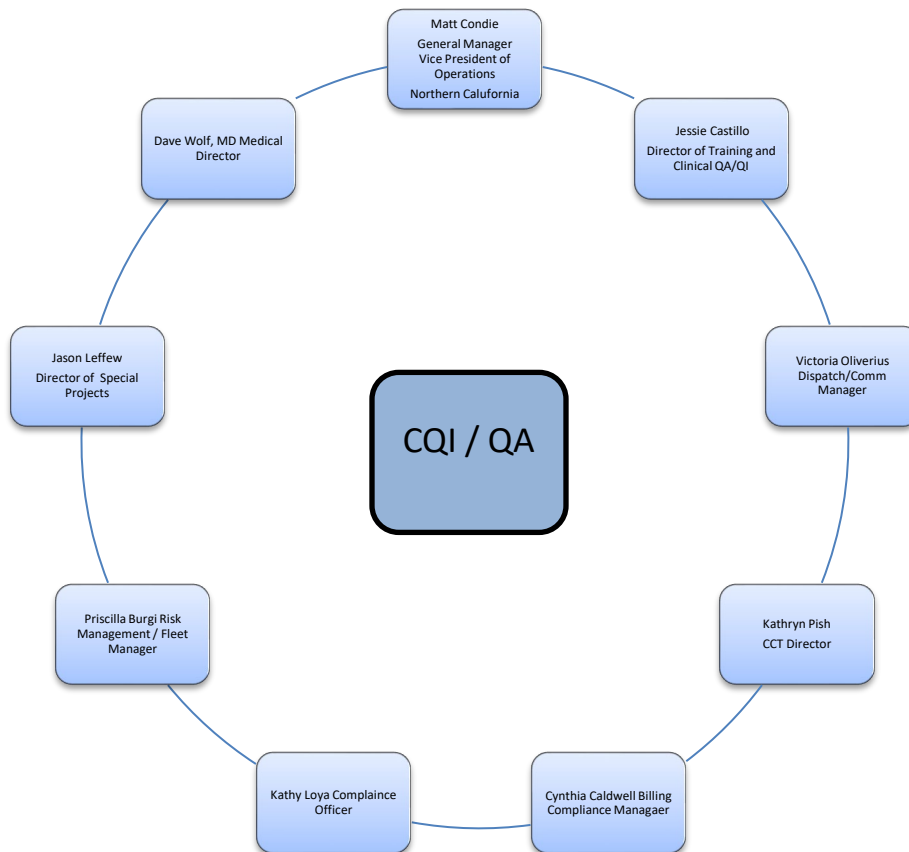 Matt Condie
General Manager
Vice President of
Operations
Northern Calufornia
Dave Wolf, MD Medical
Director
Jessie Castillo
Director of Training and
Clinical QA/QI
Jason Leffew
Director of Special
Projects
Victoria Oliverius
Dispatch/Comm
Manager
CQI / QA
Priscilla Burgi Risk
Management / Fleet
Manager
Kathryn Pish
CCT Director
Kathy Loya Complaince
Officer
Cynthia Caldwell Billing
Compliance Managaer